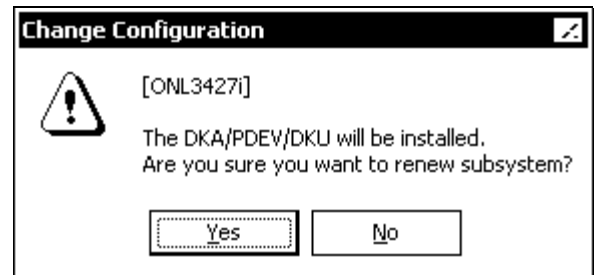 Change Configuration
[ONL3427i]
The DKA/PDEV/DKU will be installed.
Are you sure you want to renew subsystem?
Yes
No